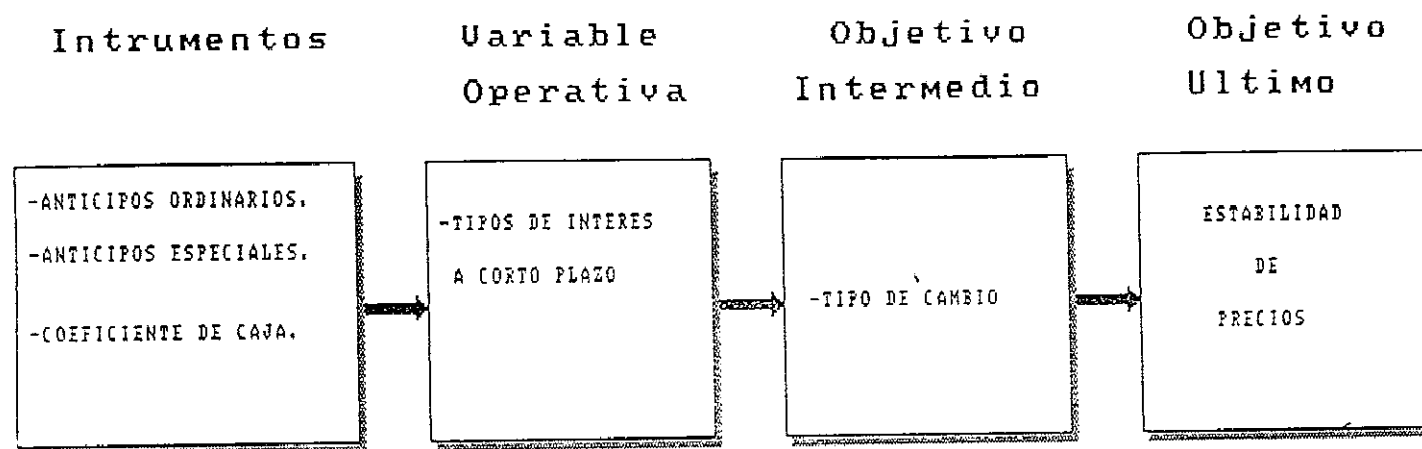 Intrumentos
Variable
Operativa
Objetivo
Intermedio
Objetivo
Ultimo
-ANTICIPOS ORDINARIOS.
-ANTICIPOS ESPECIALES.
-COEFICIENTE DE CAJA.
-TIPOS DE INTERES
A CORTO PLAZO
-TIPO DE CAMBIO
ESTABILIDAD
DE
PRECIOS